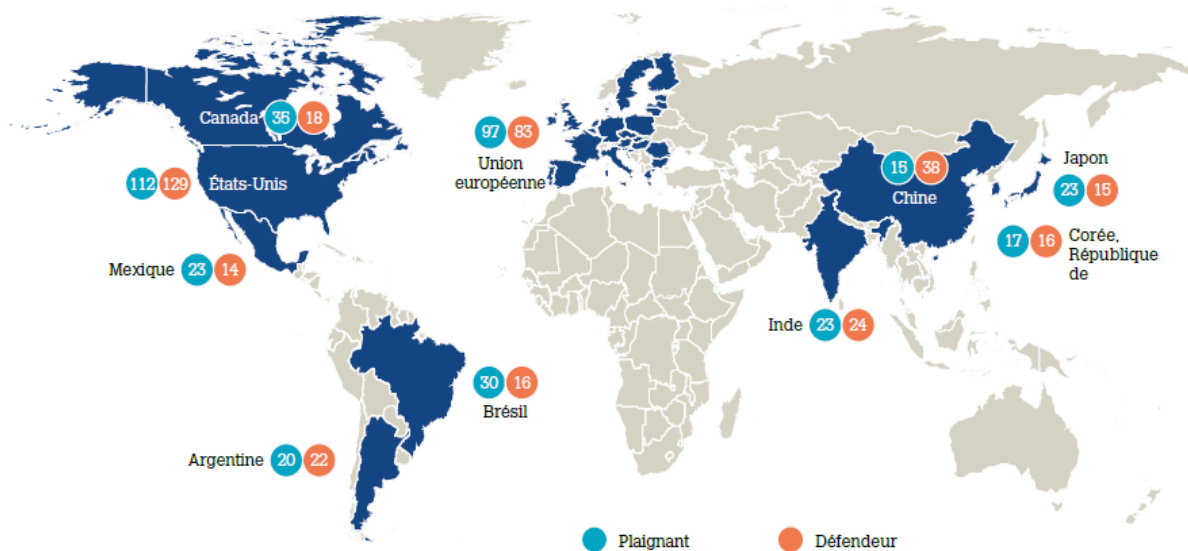 Canada 35 18
97 83
Union
européenne
112 129 États-Unis
15 38
Chine
Japon
23 15
17 16 Corée,
République
de
Mexique 23 14
Inde 23 24
30 16
Brésil
Argentine 20 22
Plaignant Défendeur